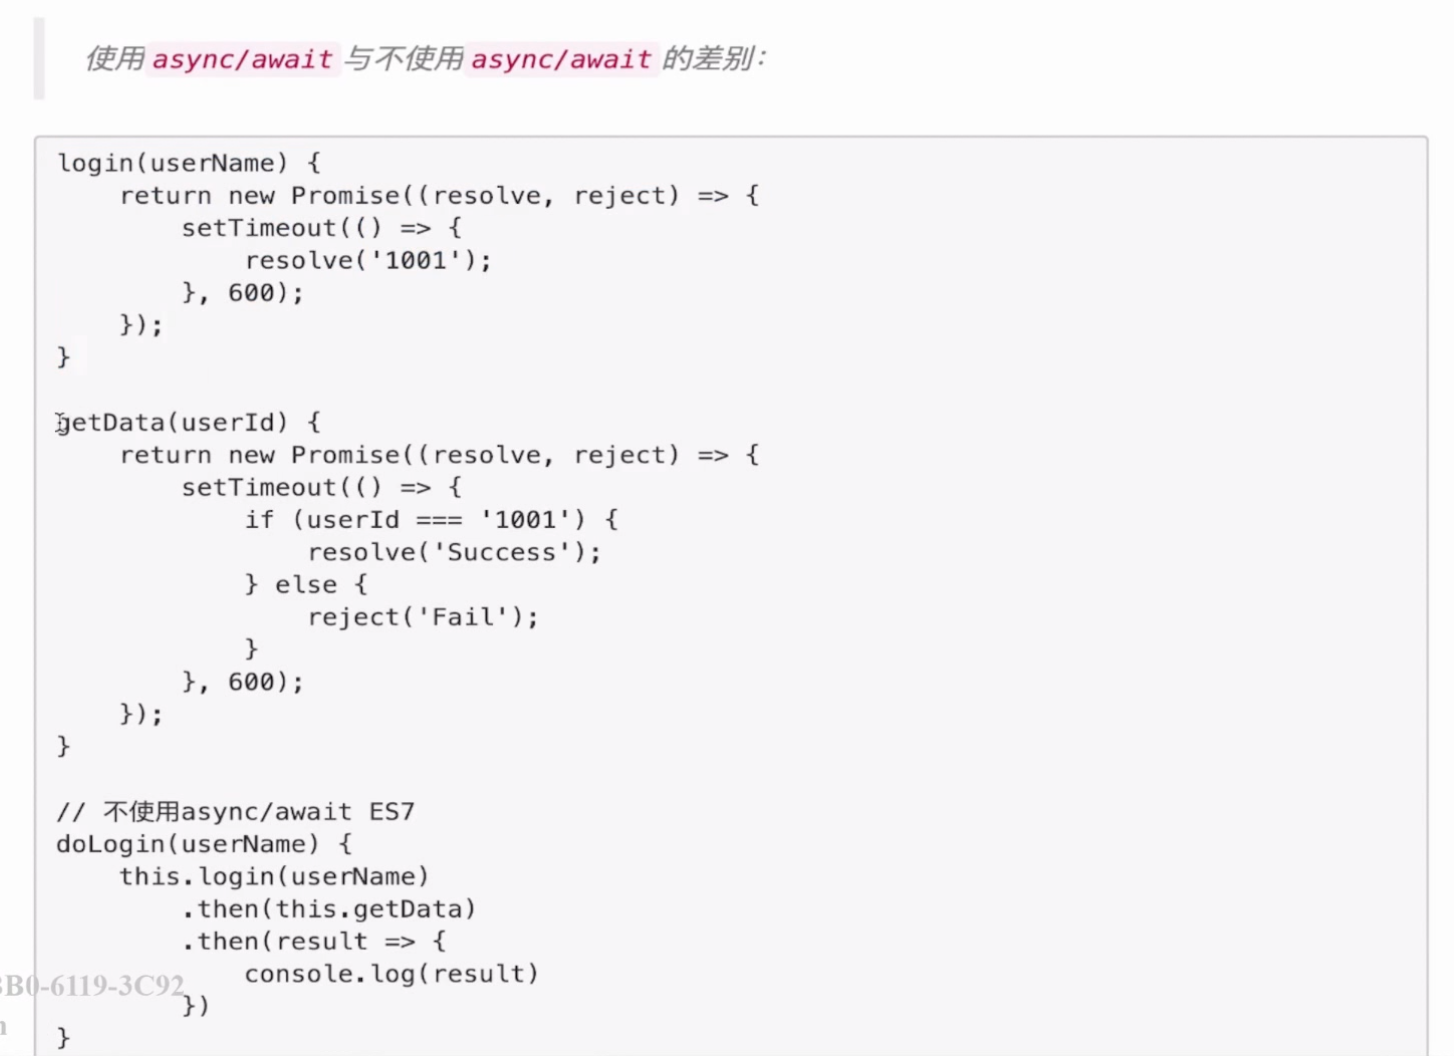 使用 async/await 与不使用 async/await 的差别：
login(userName) {
    return new Promise((resolve, reject) => {
        setTimeout(() => {
            resolve('1001');
        }, 600);
    });
}
getData(userId) {
    return new Promise((resolve, reject) => {
        setTimeout(() => {
            if (userId === '1001') {
                resolve('Success');
            } else {
                reject('Fail');
            }
        }, 600);
    });
}
// 不使用async/await ES7
doLogin(userName) {
    this.login(userName)
        .then(this.getData)
        .then(result => {
            console.log(result)
        })
}